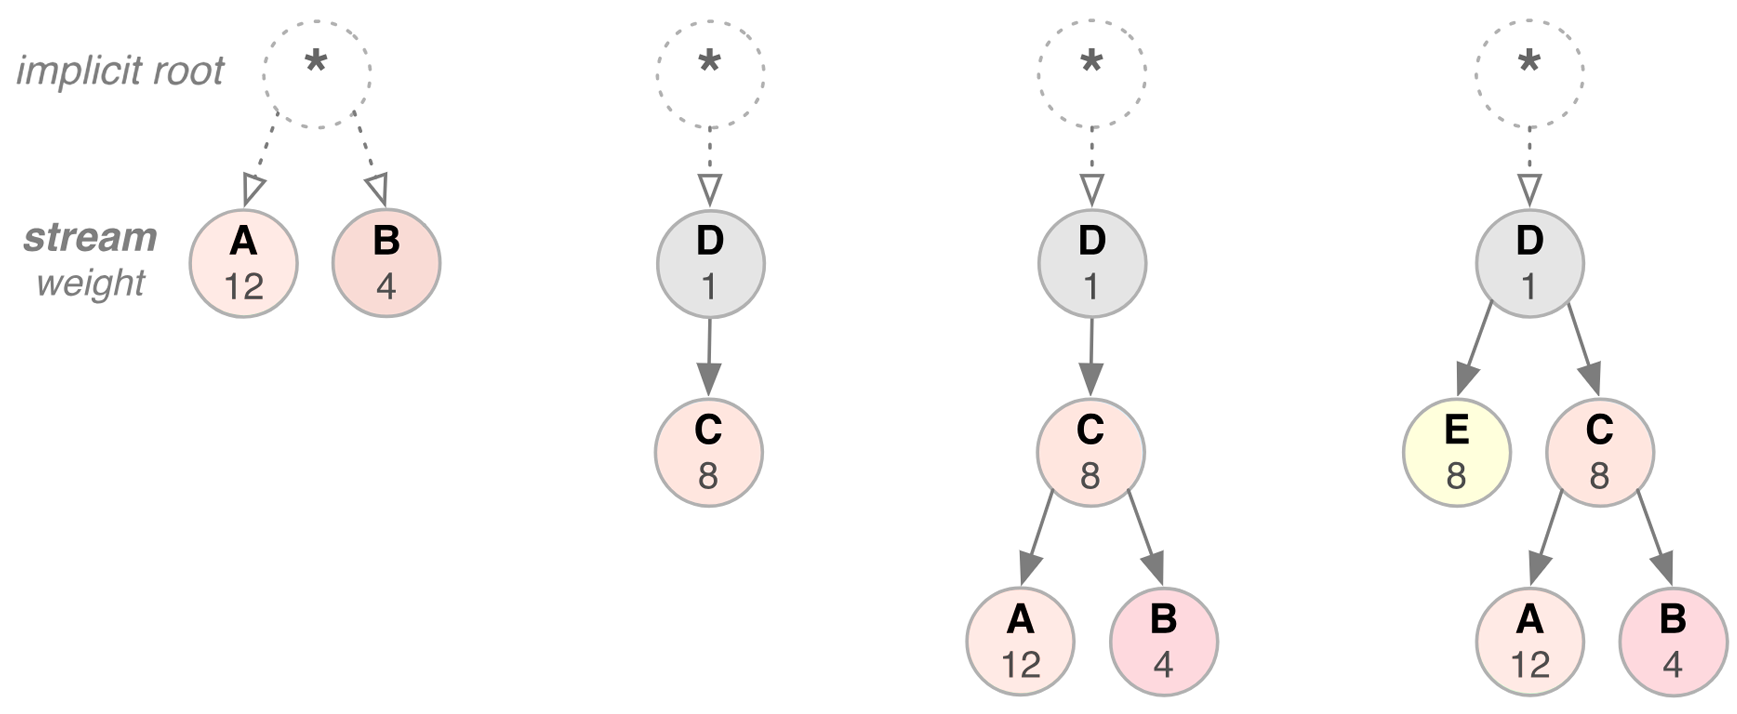 implicit root * * * *
stream A B D D D
weight 12 4 1 1 1
C C E C
8 8 8 8
A B A B
12 4 12 4